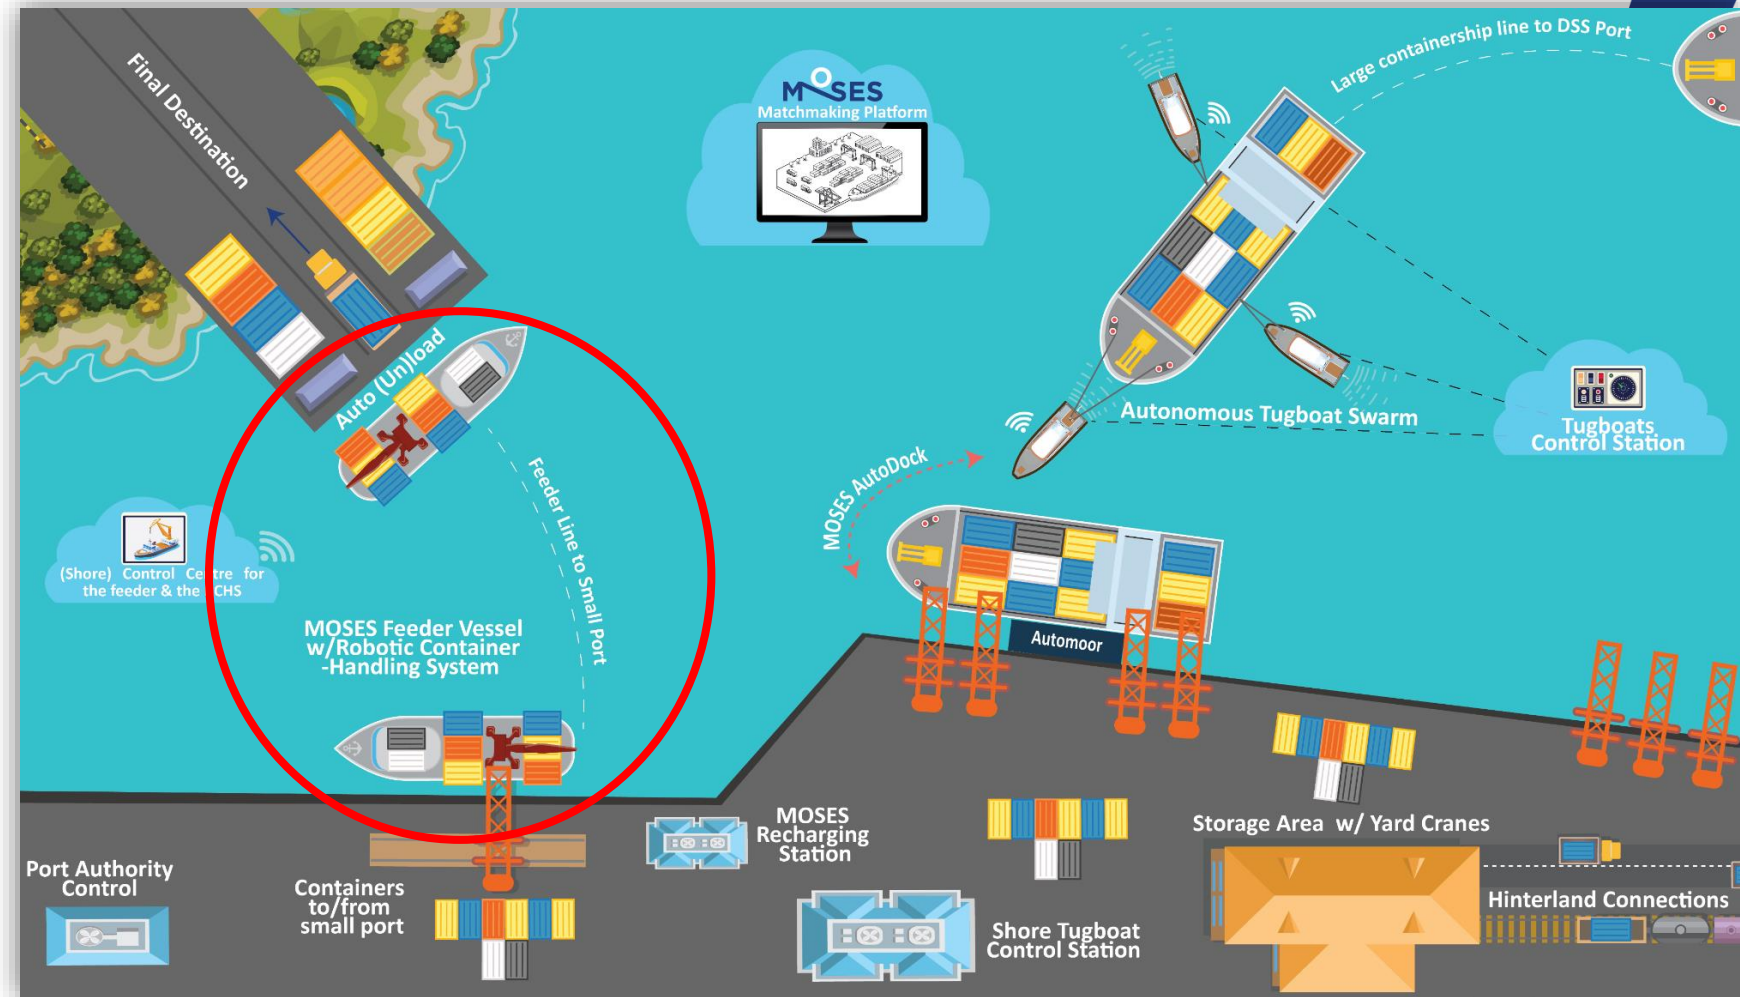 Final Destination
MOSES
Matchmaking Platform
Large containership line to DSS Port
Auto (Un)load
Feeder Line to Small Port
Autonomous Tugboat Swarm
Tugboats
Control Station
MOSES AutoDock
(Shore) Control Centre for
the feeder & the CHS
MOSES Feeder Vessel
w/Robotic Container
-Handling System
Automoor
Port Authority
Control
Containers
to/from
small port
MOSES
Recharging
Station
Shore Tugboat
Control Station
Storage Area w/ Yard Cranes
Hinterland Connections